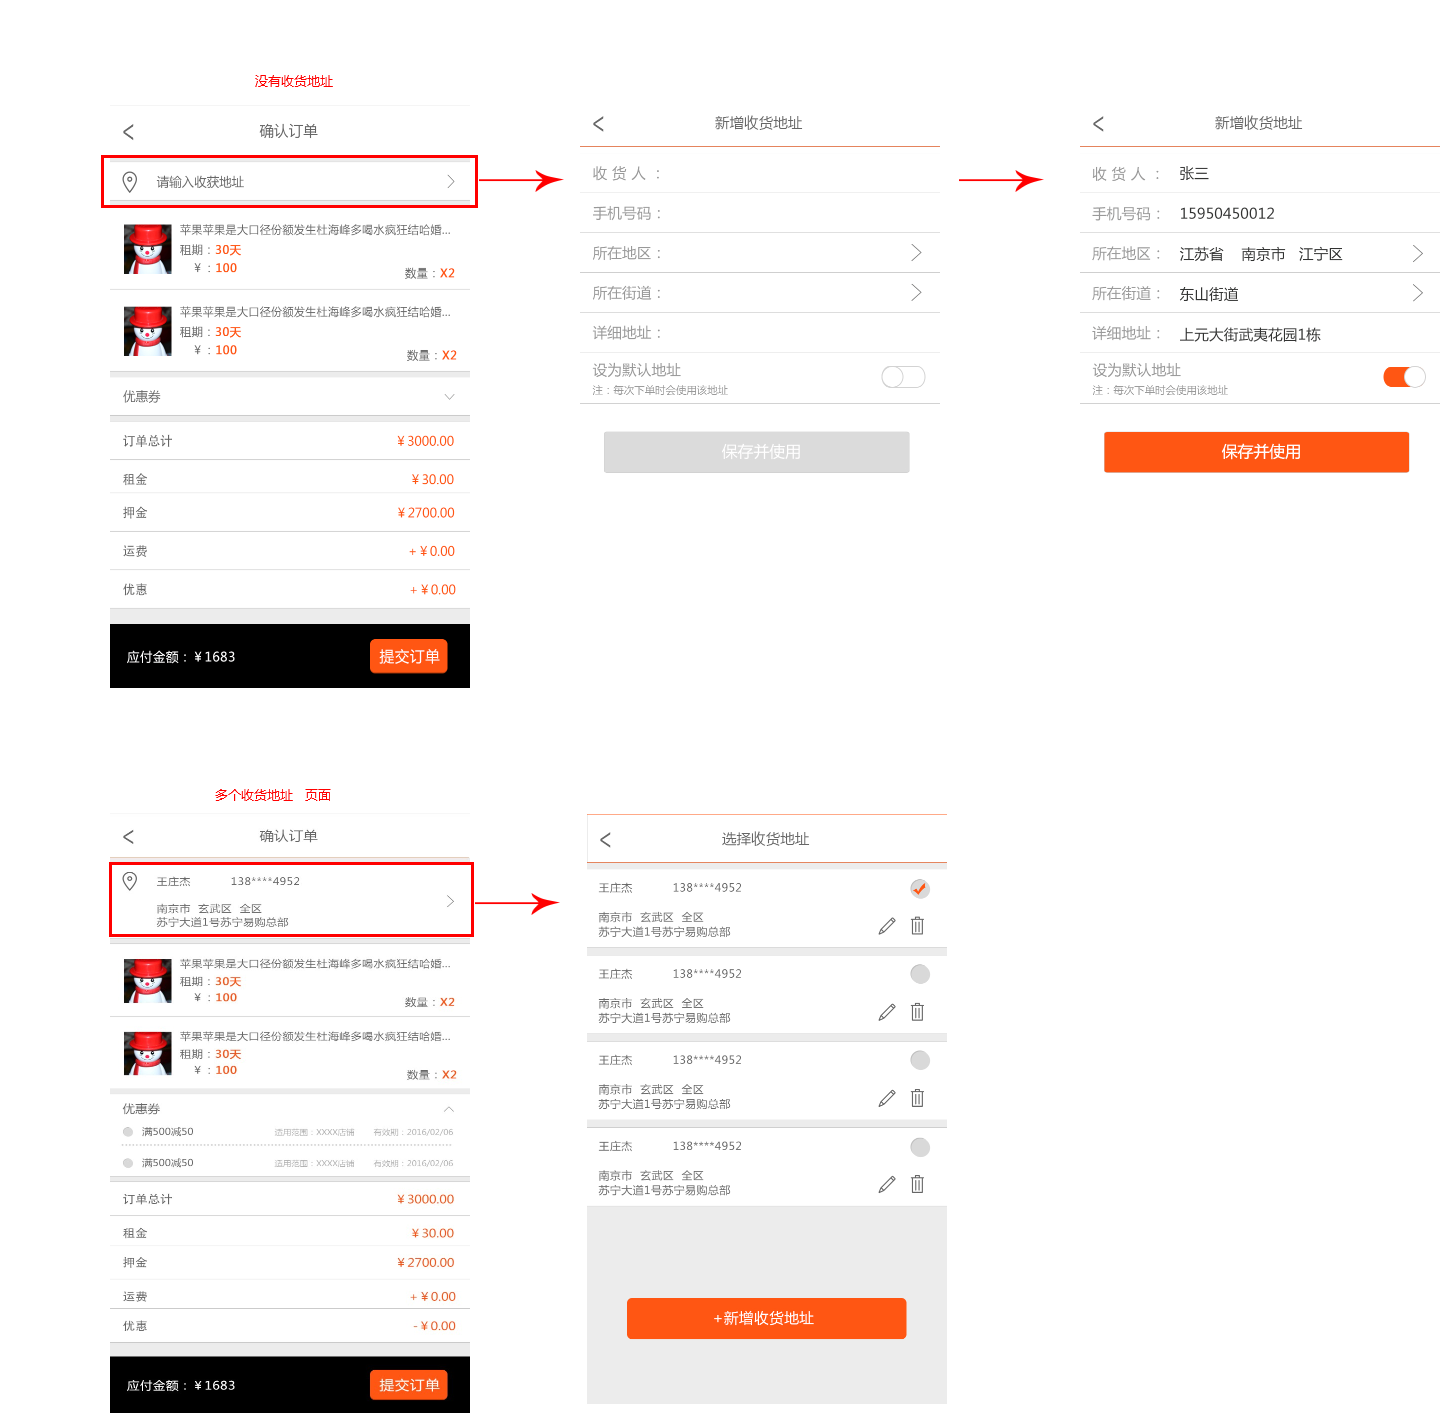 没有收货地址
确认订单
请输入收获地址
苹果苹果是大口径份额发生杜海峰多喝水疯狂结哈婚...
租期：30天
¥ ：100
数量：X2
苹果苹果是大口径份额发生杜海峰多喝水疯狂结哈婚...
租期：30天
¥ ：100
数量：X2
优惠券
订单总计 ¥3000.00
租金 ¥30.00
押金 ¥2700.00
运费 + ¥0.00
优惠 + ¥0.00
应付金额：¥1683 提交订单
新增收货地址
收货人：
手机号码：
所在地区：
所在街道：
详细地址：
设为默认地址
注：每次下单时会使用该地址
保存并使用
新增收货地址
收货人： 张三
手机号码： 15950450012
所在地区： 江苏省 南京市 江宁区
所在街道： 东山街道
详细地址： 上元大街武夷花园1栋
设为默认地址
注：每次下单时会使用该地址
保存并使用
多个收货地址 页面
确认订单
王庄杰 138****4952
南京市 玄武区 全区
苏宁大道1号苏宁易购总部
苹果苹果是大口径份额发生杜海峰多喝水疯狂结哈婚...
租期：30天
¥ ：100
数量：X2
苹果苹果是大口径份额发生杜海峰多喝水疯狂结哈婚...
租期：30天
¥ ：100
数量：X2
优惠券
满500减50 适用范围：XXXX店铺 有效期：2016/02/06
满500减50 适用范围：XXXX店铺 有效期：2016/02/06
订单总计 ¥3000.00
租金 ¥30.00
押金 ¥2700.00
运费 + ¥0.00
优惠 - ¥0.00
应付金额：¥1683 提交订单
选择收货地址
王庄杰 138****4952
南京市 玄武区 全区
苏宁大道1号苏宁易购总部
王庄杰 138****4952
南京市 玄武区 全区
苏宁大道1号苏宁易购总部
王庄杰 138****4952
南京市 玄武区 全区
苏宁大道1号苏宁易购总部
王庄杰 138****4952
南京市 玄武区 全区
苏宁大道1号苏宁易购总部
+新增收货地址